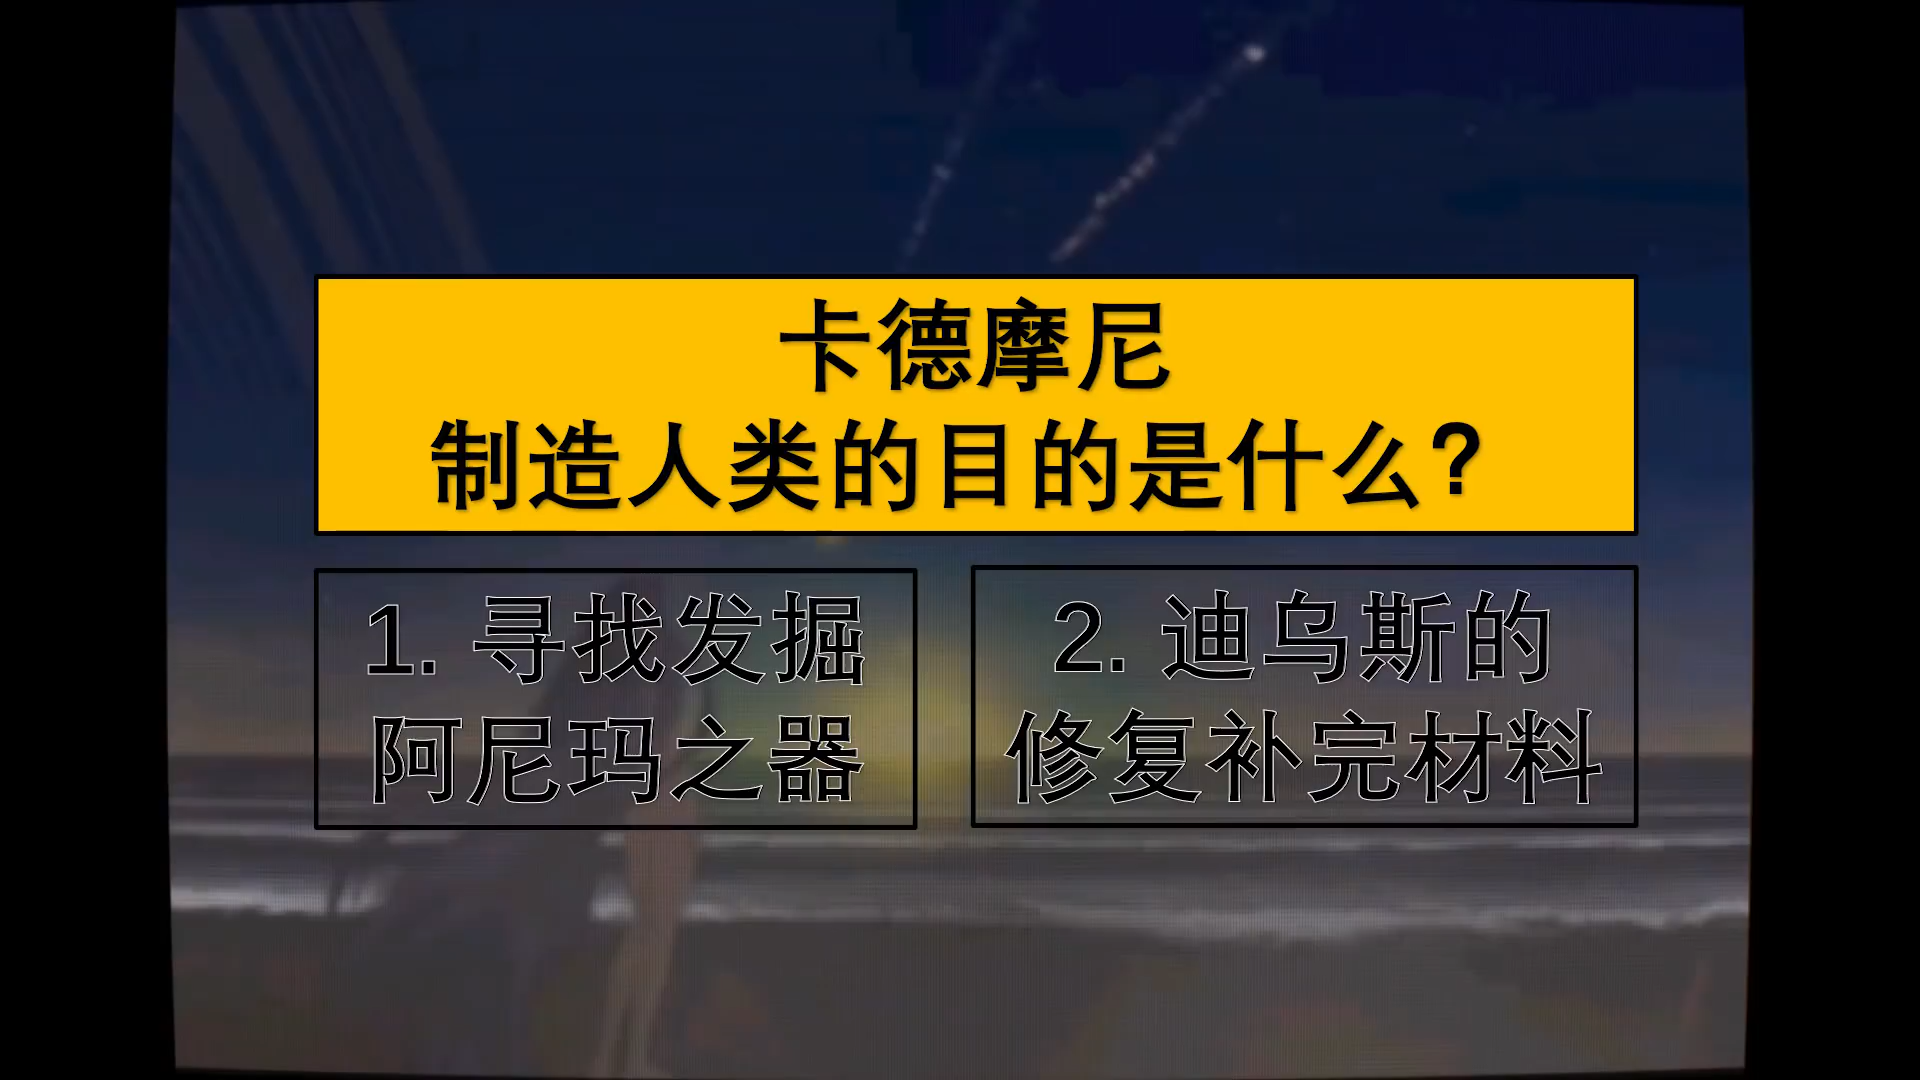 卡德摩尼
制造人类的目的是什么?
1. 寻找发掘
阿尼玛之器
2. 迪乌斯的
修复补完材料